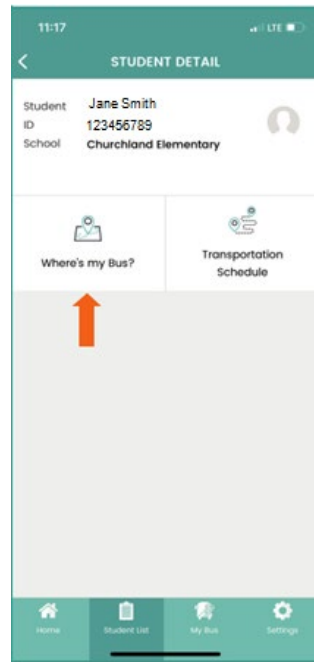 11:17
LTE
STUDENT DETAIL
Student Jane Smith
ID 123456789
School Churchland Elementary
Where's my Bus?
Transportation
Schedule
Home
Student List
My Bus
Settings